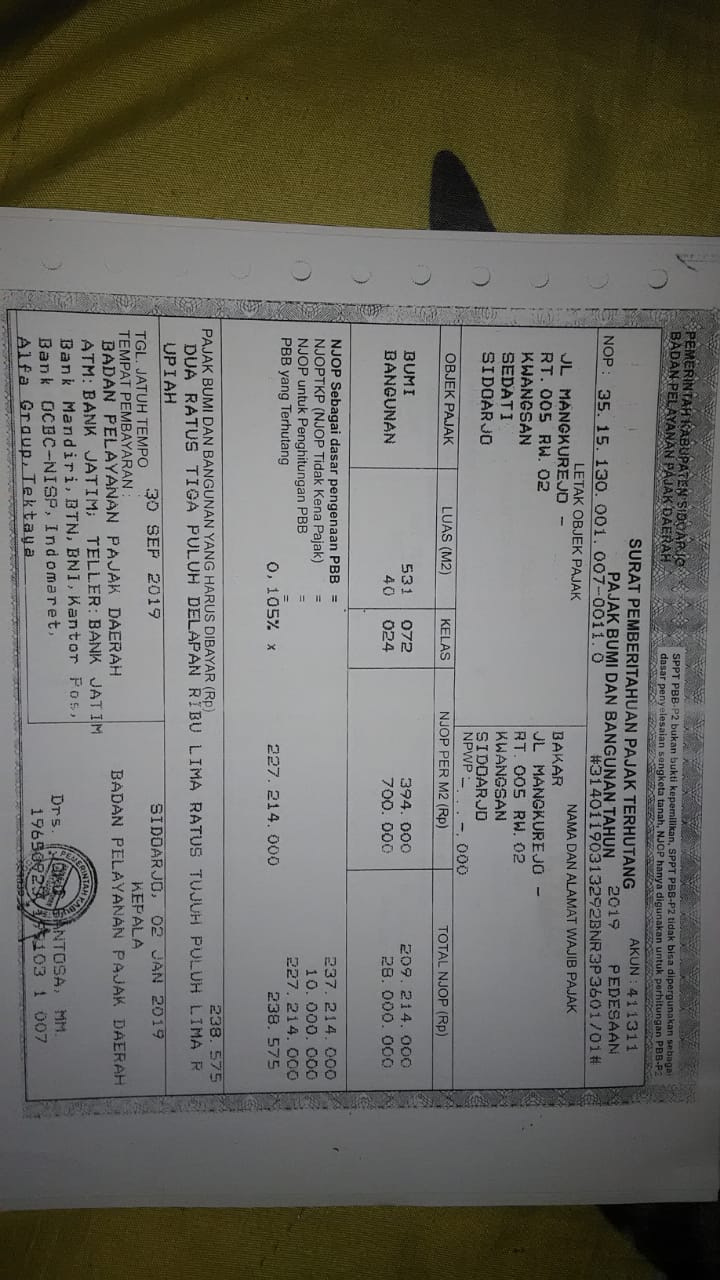 PEMERINTAH KABUPATEN SIDOARJO
BADAN PELAYANAN PAJAK DAERAH
SPPT PBB-P2 bukan bukti kepemilikan, SPPT PBB-P2 tidak bisa dipergunakan sebagai
dasar penyelesaian sengketa tanah, NJOP hanya digunakan untuk perhitungan PBB-P2
AKUN : 411311
SURAT PEMBERITAHUAN PAJAK TERHUTANG
PAJAK BUMI DAN BANGUNAN TAHUN 2019 PEDESAAN
NOP : 35. 15. 130. 001. 007-0011. 0 #31401190313292BNR3P3601/01#
LETAK OBJEK PAJAK
JL MANGKUREJO -
RT. 005 RW. 02
KWANGSAN
SEDATI
SIDOARJO
NAMA DAN ALAMAT WAJIB PAJAK
BAKAR
JL MANGKUREJO -
RT. 005 RW. 02
KWANGSAN
SIDOARJO
NPWP : - . . . - . 000
OBJEK PAJAK LUAS (M2) KELAS NJOP PER M2 (Rp) TOTAL NJOP (Rp)
BUMI 531 072 394. 000 209. 214. 000
BANGUNAN 40 024 700. 000 28. 000. 000
NJOP Sebagai dasar pengenaan PBB = 237. 214. 000
NJOPTKP (NJOP Tidak Kena Pajak) = 10. 000. 000
NJOP untuk Penghitungan PBB = 227. 214. 000
PBB yang Terhutang = 0, 105% x 227. 214. 000 238. 575
PAJAK BUMI DAN BANGUNAN YANG HARUS DIBAYAR (Rp) 238. 575
DUA RATUS TIGA PULUH DELAPAN RIBU LIMA RATUS TUJUH PULUH LIMA R
UPIAH
TGL. JATUH TEMPO 30 SEP 2019
TEMPAT PEMBAYARAN :
BADAN PELAYANAN PAJAK DAERAH
ATM: BANK JATIM; TELLER: BANK JATIM
Bank Mandiri, BTN, BNI, Kantor Pos,
Bank OCBC-NISP, Indomaret,
Alfa Group, Tektaya
SIDOARJO, 02 JAN 2019
KEPALA
BADAN PELAYANAN PAJAK DAERAH
Drs. MM.
103 1 007